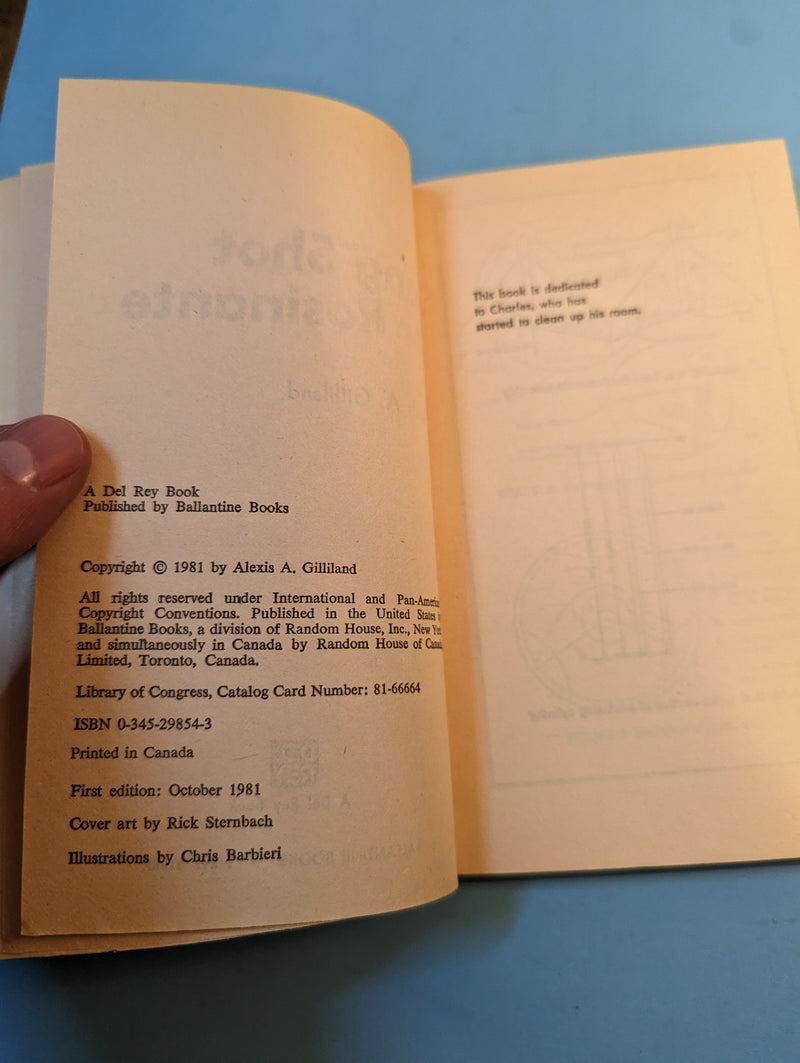 A Del Rey Book
Published by Ballantine Books
Copyright © 1981 by Alexis A. Gilliland
All rights reserved under International and Pan-Americ
Copyright Conventions. Published in the United States
Ballantine Books, a division of Random House, Inc., New Yor
and simultaneously in Canada by Random House of Canad
Limited, Toronto, Canada.
Library of Congress, Catalog Card Number: 81-66664
ISBN 0-345-29854-3
Printed in Canada
First edition: October 1981
Cover art by Rick Sternbach
Illustrations by Chris Barbieri
This book is dedicated
to Charles, who has
started to clean up his room.